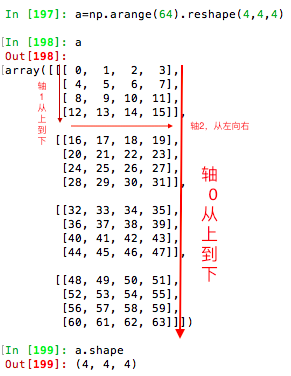 In [197]: a=np.arange(64).reshape(4,4,4)
In [198]: a
Out[198]:
array([[[ 0,  1,  2,  3],
[ 4,  5,  6,  7],
[ 8,  9, 10, 11],
[12, 13, 14, 15]],
轴1从上到下
轴2，从左向右
[[16, 17, 18, 19],
[20, 21, 22, 23],
[24, 25, 26, 27],
[28, 29, 30, 31]],
轴0从上到下
[[32, 33, 34, 35],
[36, 37, 38, 39],
[40, 41, 42, 43],
[44, 45, 46, 47]],
[[48, 49, 50, 51],
[52, 53, 54, 55],
[56, 57, 58, 59],
[60, 61, 62, 63]]])
In [199]: a.shape
Out[199]: (4, 4, 4)